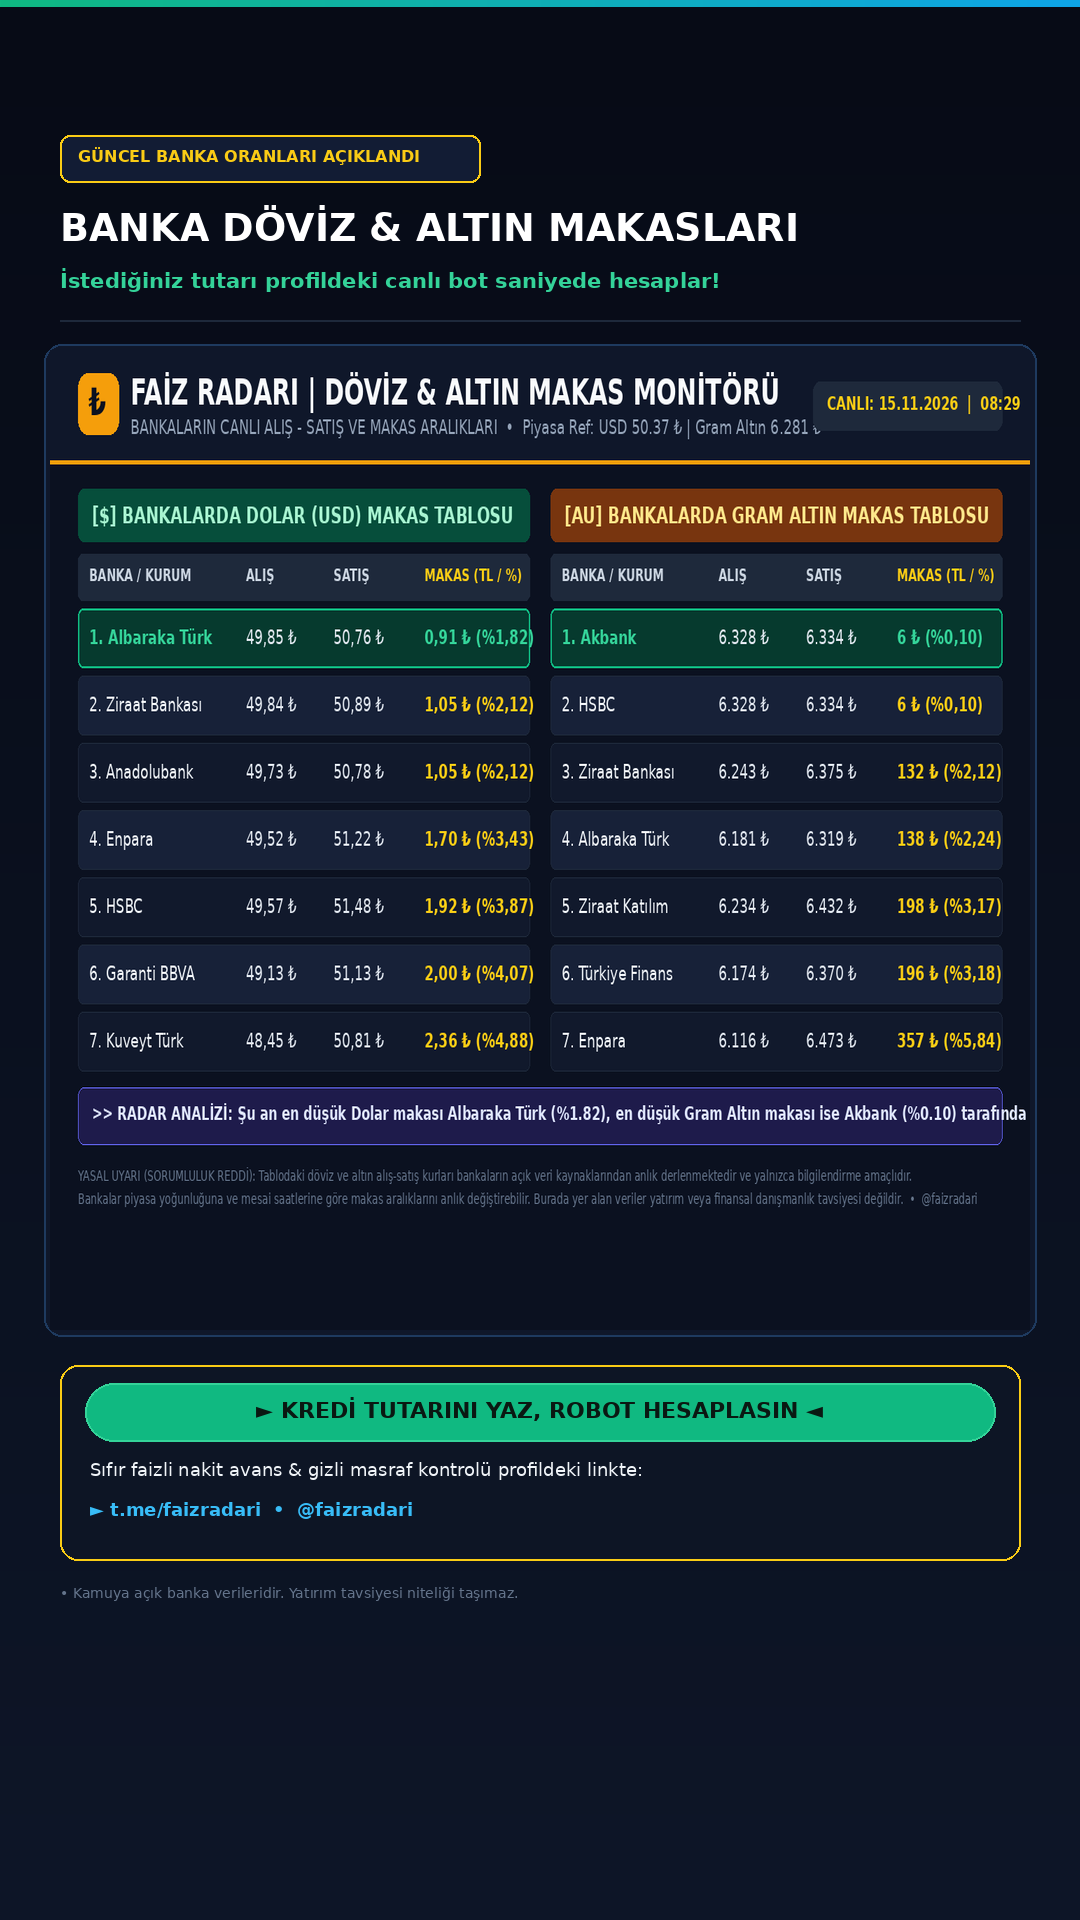 GÜNCEL BANKA ORANLARI AÇIKLANDI
BANKA DÖVİZ & ALTIN MAKASLARI
İstediğiniz tutarı profildeki canlı bot saniyede hesaplar!
₺
FAİZ RADARI | DÖVİZ & ALTIN MAKAS MONİTÖRÜ
CANLI: 15.11.2026 | 08:29
BANKALARIN CANLI ALIŞ - SATIŞ VE MAKAS ARALIKLARI • Piyasa Ref: USD 50.37 ₺ | Gram Altın 6.281 ₺
[$] BANKALARDA DOLAR (USD) MAKAS TABLOSU
BANKA / KURUM ALIŞ SATIŞ MAKAS (TL / %)
1. Albaraka Türk 49,85 ₺ 50,76 ₺ 0,91 ₺ (%1,82)
2. Ziraat Bankası 49,84 ₺ 50,89 ₺ 1,05 ₺ (%2,12)
3. Anadolubank 49,73 ₺ 50,78 ₺ 1,05 ₺ (%2,12)
4. Enpara 49,52 ₺ 51,22 ₺ 1,70 ₺ (%3,43)
5. HSBC 49,57 ₺ 51,48 ₺ 1,92 ₺ (%3,87)
6. Garanti BBVA 49,13 ₺ 51,13 ₺ 2,00 ₺ (%4,07)
7. Kuveyt Türk 48,45 ₺ 50,81 ₺ 2,36 ₺ (%4,88)
[AU] BANKALARDA GRAM ALTIN MAKAS TABLOSU
BANKA / KURUM ALIŞ SATIŞ MAKAS (TL / %)
1. Akbank 6.328 ₺ 6.334 ₺ 6 ₺ (%0,10)
2. HSBC 6.328 ₺ 6.334 ₺ 6 ₺ (%0,10)
3. Ziraat Bankası 6.243 ₺ 6.375 ₺ 132 ₺ (%2,12)
4. Albaraka Türk 6.181 ₺ 6.319 ₺ 138 ₺ (%2,24)
5. Ziraat Katılım 6.234 ₺ 6.432 ₺ 198 ₺ (%3,17)
6. Türkiye Finans 6.174 ₺ 6.370 ₺ 196 ₺ (%3,18)
7. Enpara 6.116 ₺ 6.473 ₺ 357 ₺ (%5,84)
>> RADAR ANALİZİ: Şu an en düşük Dolar makası Albaraka Türk (%1.82), en düşük Gram Altın makası ise Akbank (%0.10) tarafında
YASAL UYARI (SORUMLULUK REDDİ): Tablodaki döviz ve altın alış-satış kurları bankaların açık veri kaynaklarından anlık derlenmektedir ve yalnızca bilgilendirme amaçlıdır.
Bankalar piyasa yoğunluğuna ve mesai saatlerine göre makas aralıklarını anlık değiştirebilir. Burada yer alan veriler yatırım veya finansal danışmanlık tavsiyesi değildir. • @faizradari
► KREDİ TUTARINI YAZ, ROBOT HESAPLASIN ◄
Sıfır faizli nakit avans & gizli masraf kontrolü profildeki linkte:
► t.me/faizradari • @faizradari
• Kamuya açık banka verileridir. Yatırım tavsiyesi niteliği taşımaz.